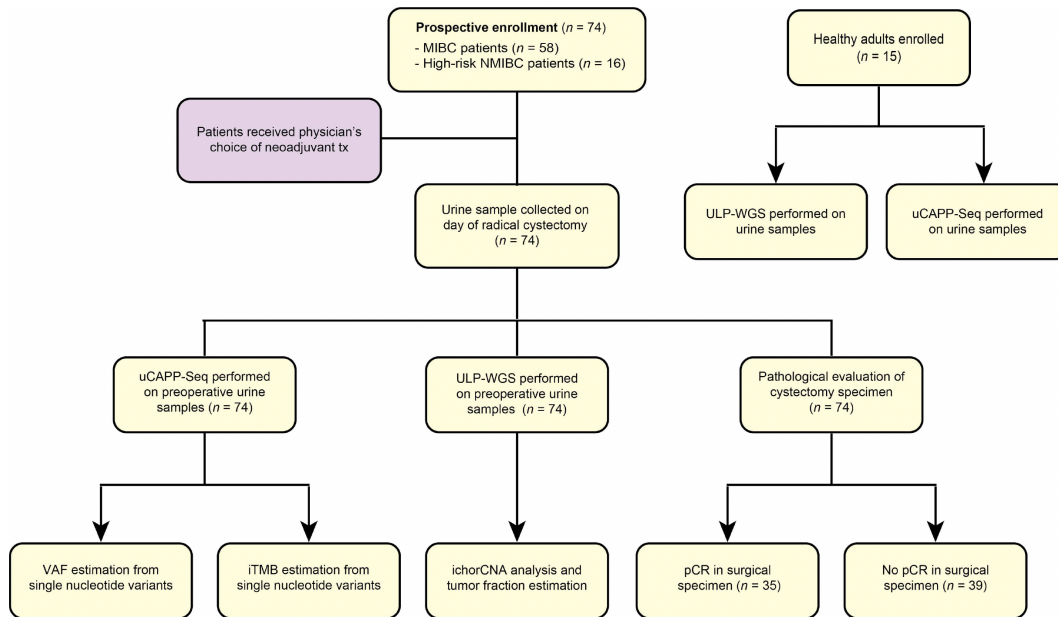 Prospective enrollment (n = 74)
- MIBC patients (n = 58)
- High-risk NMIBC patients (n = 16)
Healthy adults enrolled
(n = 15)
Patients received physician's
choice of neoadjuvant tx
Urine sample collected on
day of radical cystectomy
(n = 74)
ULP-WGS performed on
urine samples
uCAPP-Seq performed
on urine samples
uCAPP-Seq performed
on preoperative urine
samples (n = 74)
ULP-WGS performed
on preoperative urine
samples (n = 74)
Pathological evaluation of
cystectomy specimen
(n = 74)
VAF estimation from
single nucleotide variants
iTMB estimation from
single nucleotide variants
ichorCNA analysis and
tumor fraction estimation
pCR in surgical
specimen (n = 35)
No pCR in surgical
specimen (n = 39)